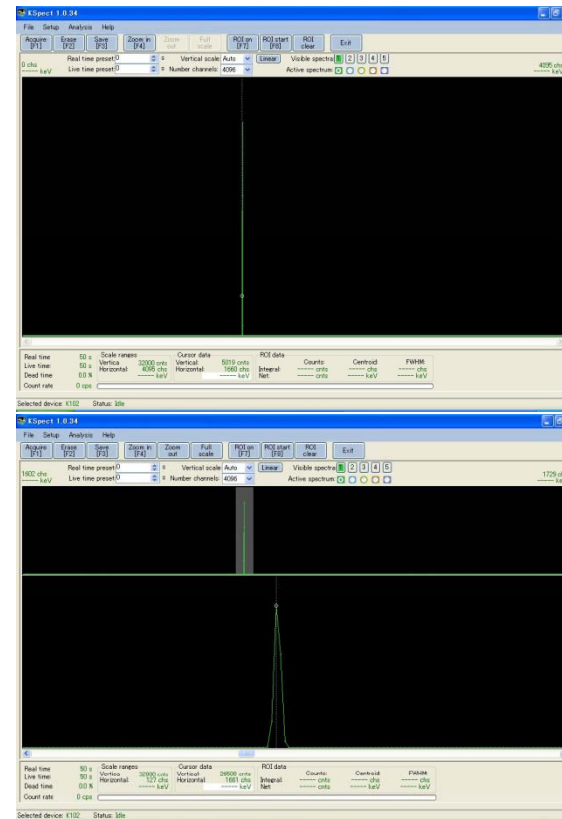 KSpect 1.0.34
File Setup Analysis Help
Acquire [F1] Erase [F2] Save [F3] Zoom in [F4] Zoom out Full scale ROI on [F7] ROI start [F8] ROI clear Exit
0 chs Real time preset 0 s Vertical scale Auto Linear Visible spectra 1 2 3 4 5 4095 chs
----- keV Live time preset 0 s Number channels 4096 Active spectrum ----- keV
Real time 50 s Scale ranges Cursor data ROI data
Live time: 50 s Vertica 32000 cnts Vertical: 5019 cnts Counts: Centroid: FWHM:
Dead time 0.0 % Horizontal: 4096 chs Horizontal: 1660 chs Integral: ----- cnts ----- chs ----- chs
----- keV ----- keV Net: ----- cnts ----- keV ----- keV
Count rate 0 cps
Selected device: K102 Status: Idle
KSpect 1.0.34
File Setup Analysis Help
Acquire [F1] Erase [F2] Save [F3] Zoom in [F4] Zoom out Full scale ROI on [F7] ROI start [F8] ROI clear Exit
1602 chs Real time preset 0 s Vertical scale Auto Linear Visible spectra 1 2 3 4 5 1729
----- keV Live time preset 0 s Number channels 4096 Active spectrum
Real time 50 s Scale ranges Cursor data ROI data
Live time: 50 s Vertica 32000 cnts Vertical: cnts Counts: Centroid: FWHM:
Dead time 0.0 % Horizontal: 127 chs Horizontal: 1661 chs Integral: ----- cnts ----- chs ----- chs
----- keV ----- keV Net: ----- cnts ----- keV ----- keV
Count rate 0 cps
Selected device: K102 Status: Idle